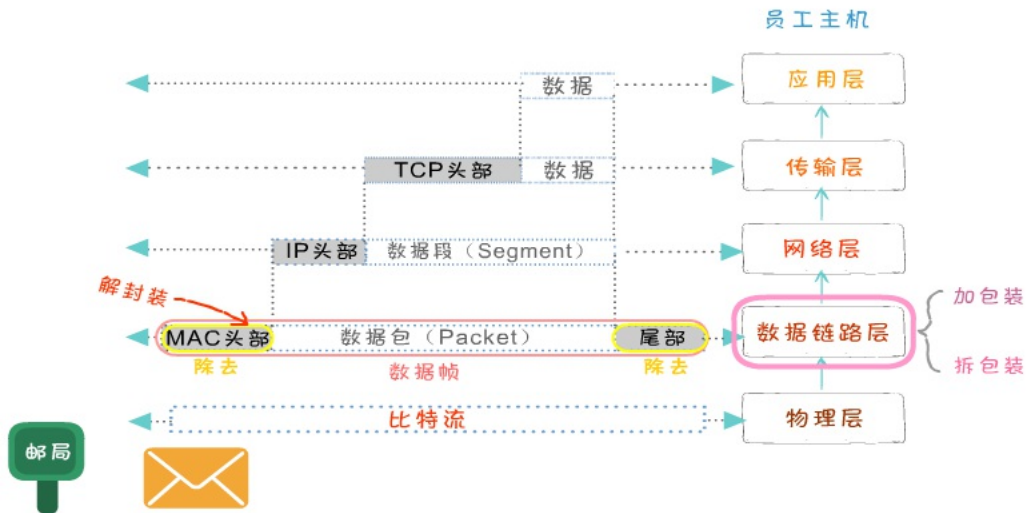 员工主机
数据
应用层
TCP头部 数据
传输层
IP头部 数据段（Segment）
网络层
解封装
加包装
MAC头部 数据包（Packet） 尾部
数据链路层
除去 数据帧 除去
拆包装
比特流
物理层
邮局